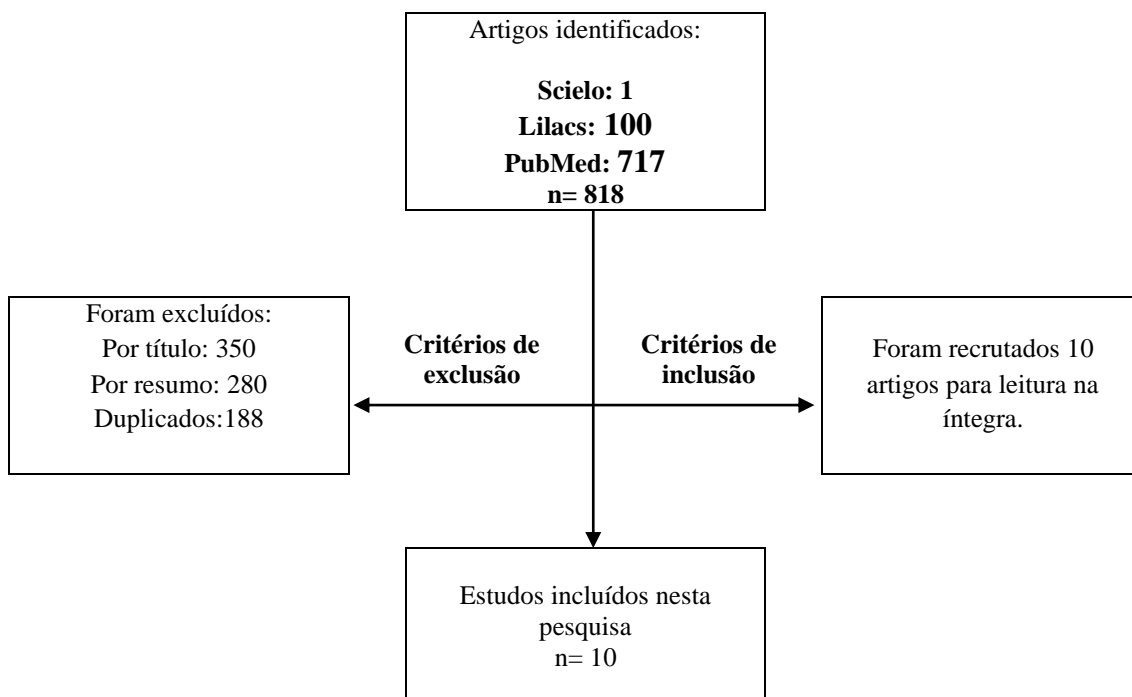 Artigos identificados:
Scielo: 1
Lilacs: 100
PubMed: 717
n= 818
Foram excluídos:
Por título: 350
Por resumo: 280
Duplicados:188
Critérios de
exclusão
Critérios de
inclusão
Foram recrutados 10
artigos para leitura na
íntegra.
Estudos incluídos nesta
pesquisa
n= 10